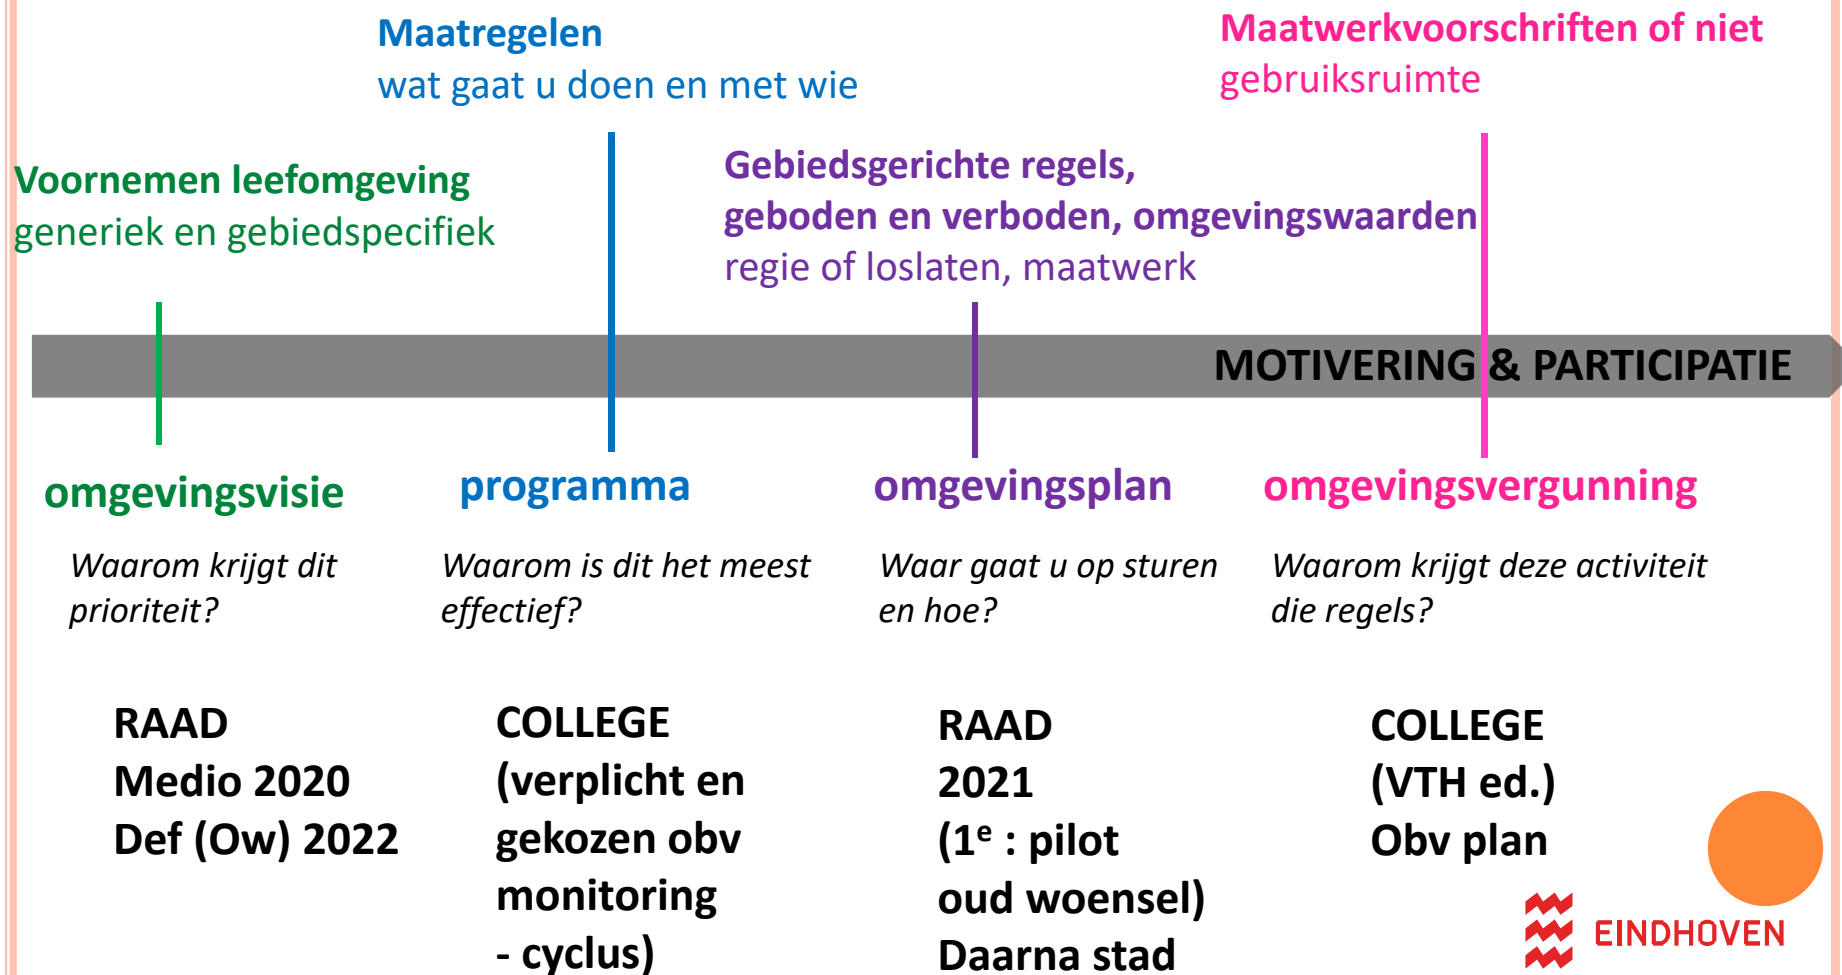 Maatregelen
wat gaat u doen en met wie
Maatwerkvoorschriften of niet
gebruiksruimte
Voornemen leefomgeving
generiek en gebiedspecifiek
Gebiedsgerichte regels,
geboden en verboden, omgevingswaarden
regie of loslaten, maatwerk
MOTIVERING & PARTICIPATIE
omgevingsvisie
Waarom krijgt dit
prioriteit?
RAAD
Medio 2020
Def (Ow) 2022
programma
Waarom is dit het meest
effectief?
COLLEGE
(verplicht en
gekozen obv
monitoring
- cyclus)
omgevingsplan
Waar gaat u op sturen
en hoe?
RAAD
2021
(1e : pilot
oud woensel)
Daarna stad
omgevingsvergunning
Waarom krijgt deze activiteit
die regels?
COLLEGE
(VTH ed.)
Obv plan
EINDHOVEN